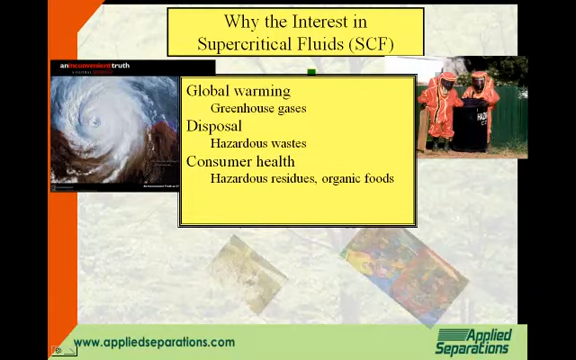 Why the Interest in
Supercritical Fluids (SCF)
an inconvenient truth
Global warming
Greenhouse gases
Disposal
Hazardous wastes
Consumer health
Hazardous residues, organic foods
www.appliedseparations.com
Applied
Separations